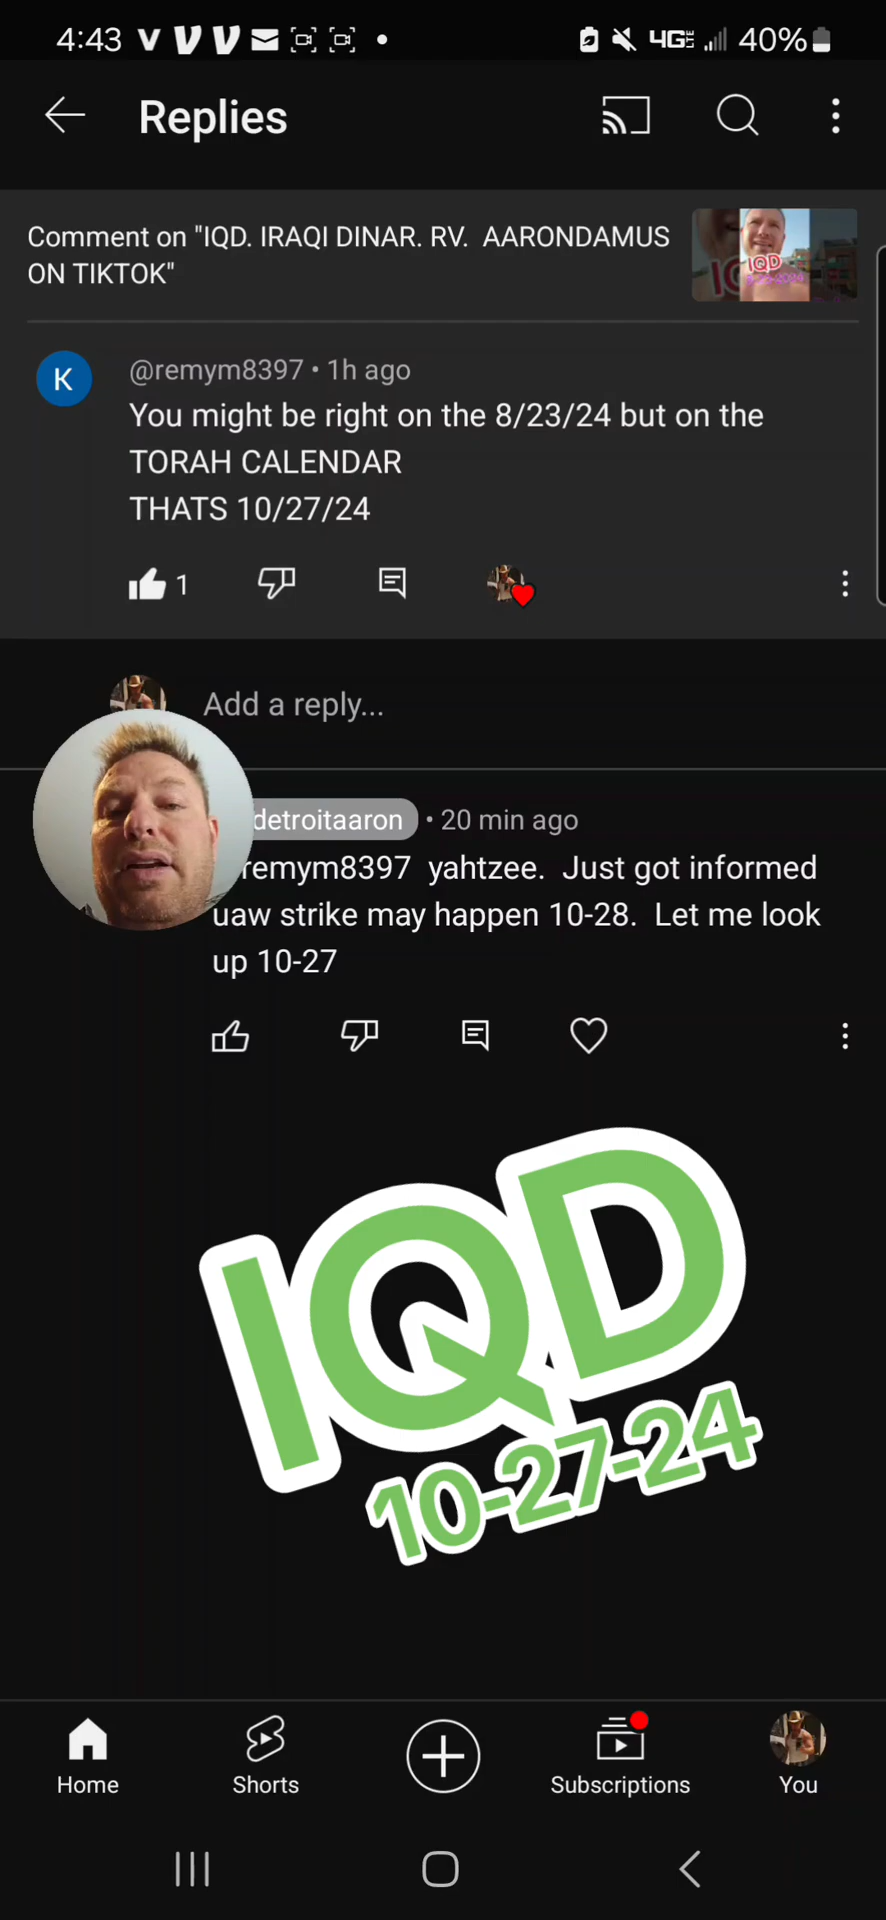 4:43
4G LTE 40%
Replies
Comment on "IQD. IRAQI DINAR. RV. AARONDAMUS
ON TIKTOK"
IQD
K
@remym8397 • 1h ago
You might be right on the 8/23/24 but on the
TORAH CALENDAR
THATS 10/27/24
1
Add a reply...
detroitaaron • 20 min ago
remym8397 yahtzee. Just got informed
uaw strike may happen 10-28. Let me look
up 10-27
IQD
10-27-24
Home
Shorts
Subscriptions
You